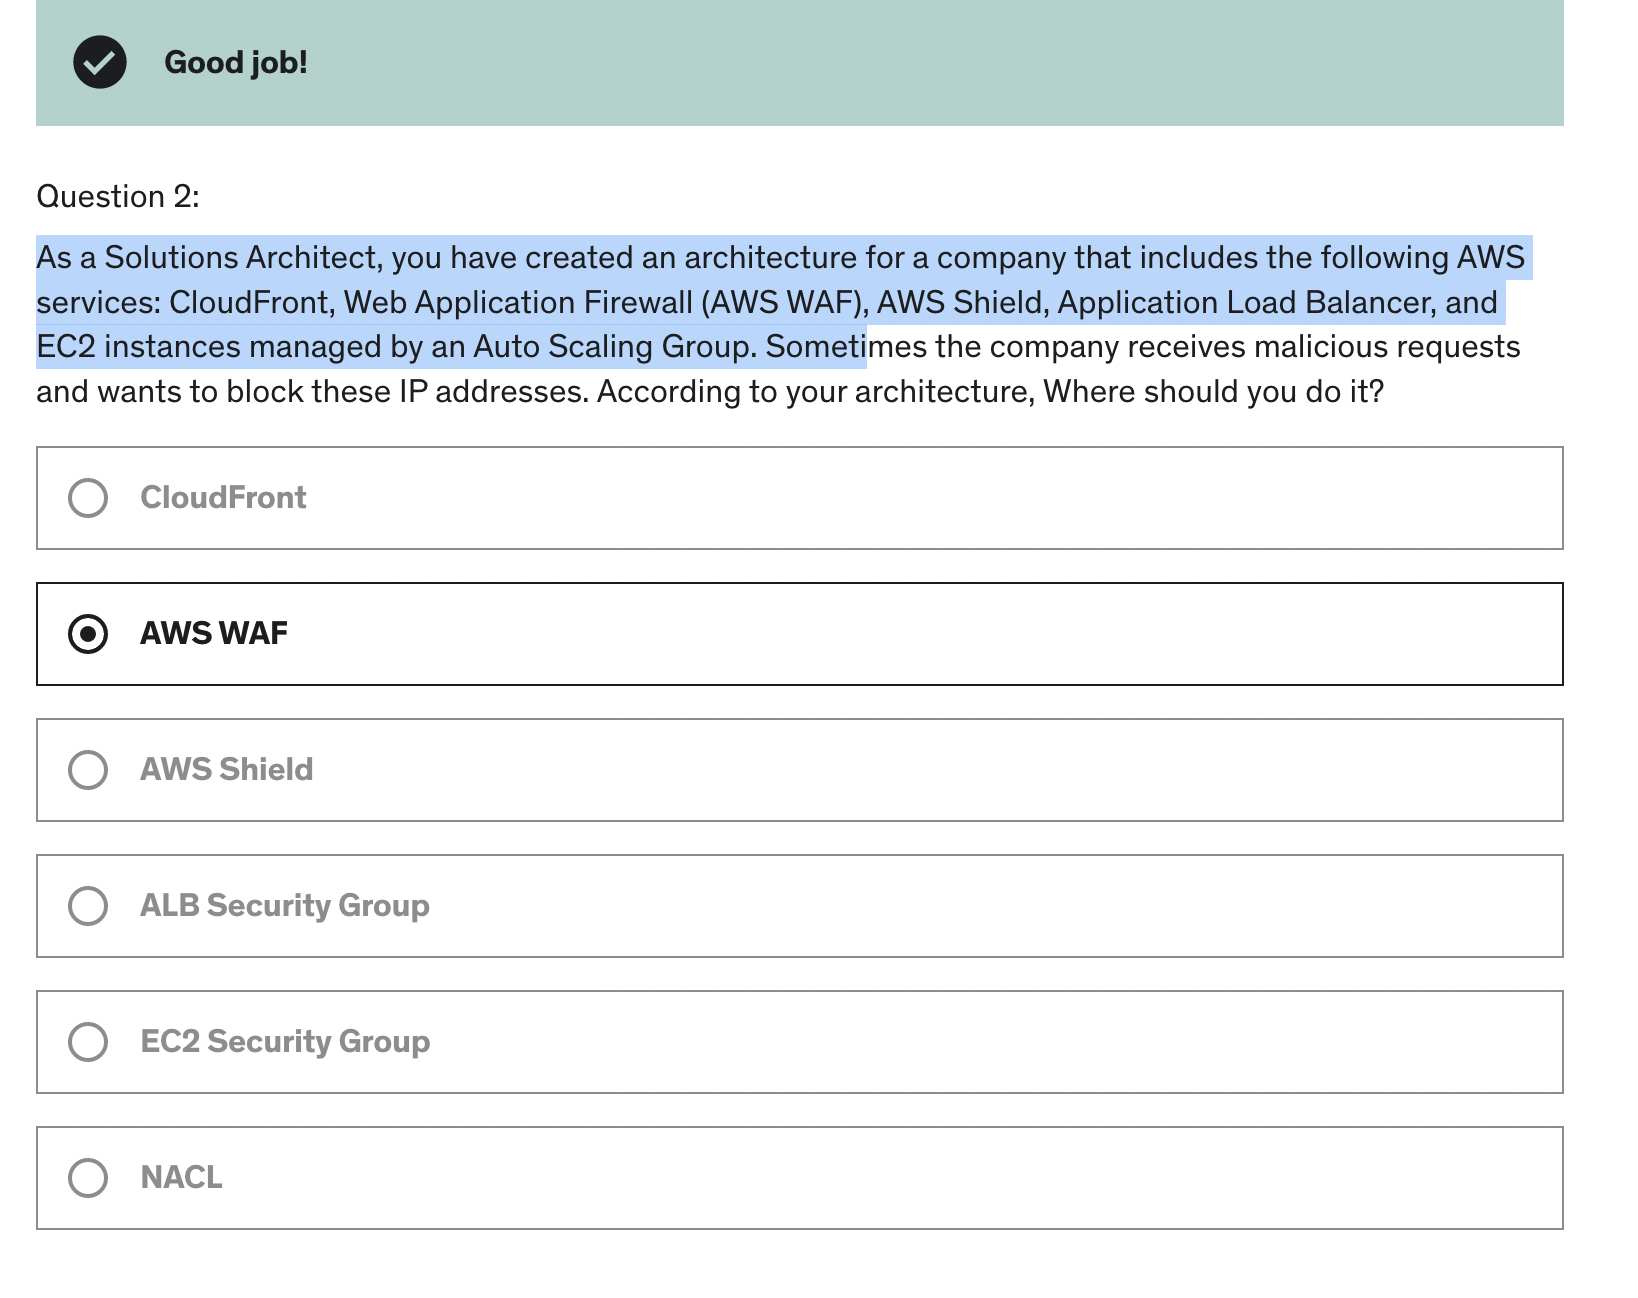 Good job!
Question 2:
As a Solutions Architect, you have created an architecture for a company that includes the following AWS
services: CloudFront, Web Application Firewall (AWS WAF), AWS Shield, Application Load Balancer, and
EC2 instances managed by an Auto Scaling Group. Sometimes the company receives malicious requests
and wants to block these IP addresses. According to your architecture, Where should you do it?
CloudFront
AWS WAF
AWS Shield
ALB Security Group
EC2 Security Group
NACL